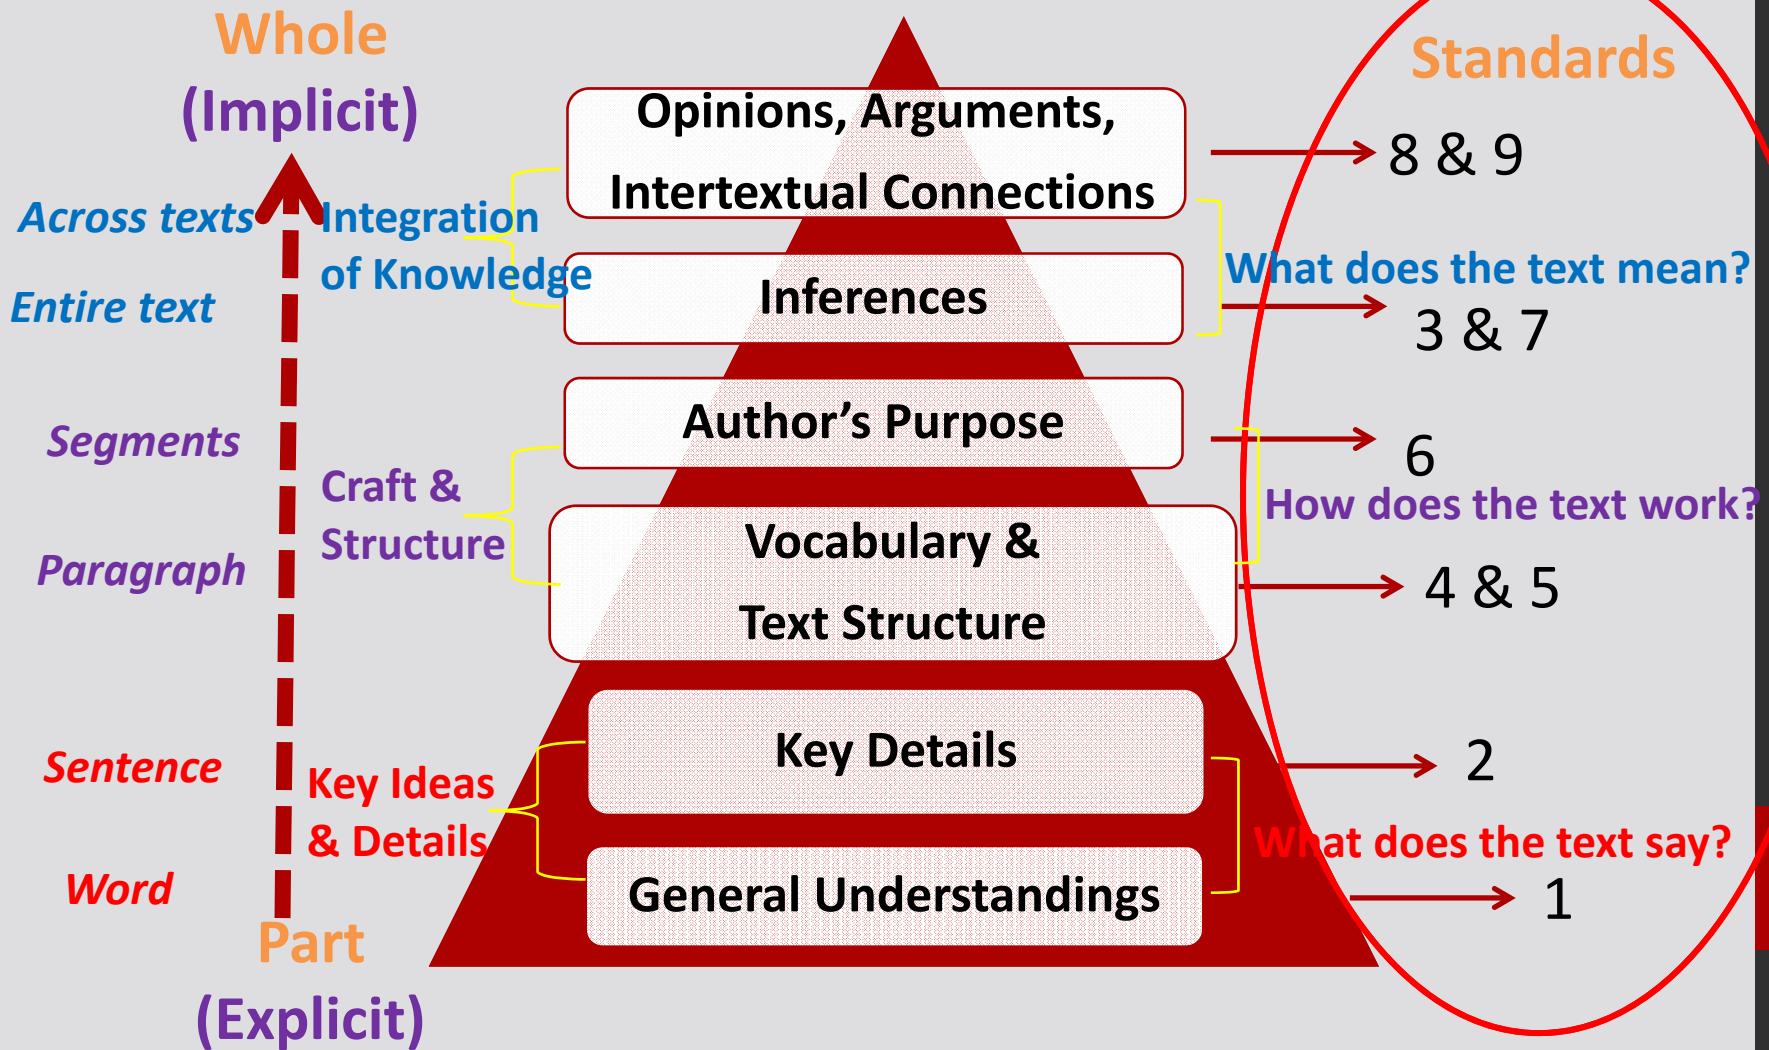 Whole
(Implicit)
Standards
Opinions, Arguments,
Intertextual Connections
8 & 9
Across texts
Integration
of Knowledge
What does the text mean?
Entire text
Inferences
3 & 7
Segments
Author’s Purpose
6
Craft &
Structure
How does the text work?
Paragraph
Vocabulary &
Text Structure
4 & 5
Sentence
Key Details
2
Key Ideas
& Details
What does the text say?
Word
General Understandings
1
Part
(Explicit)